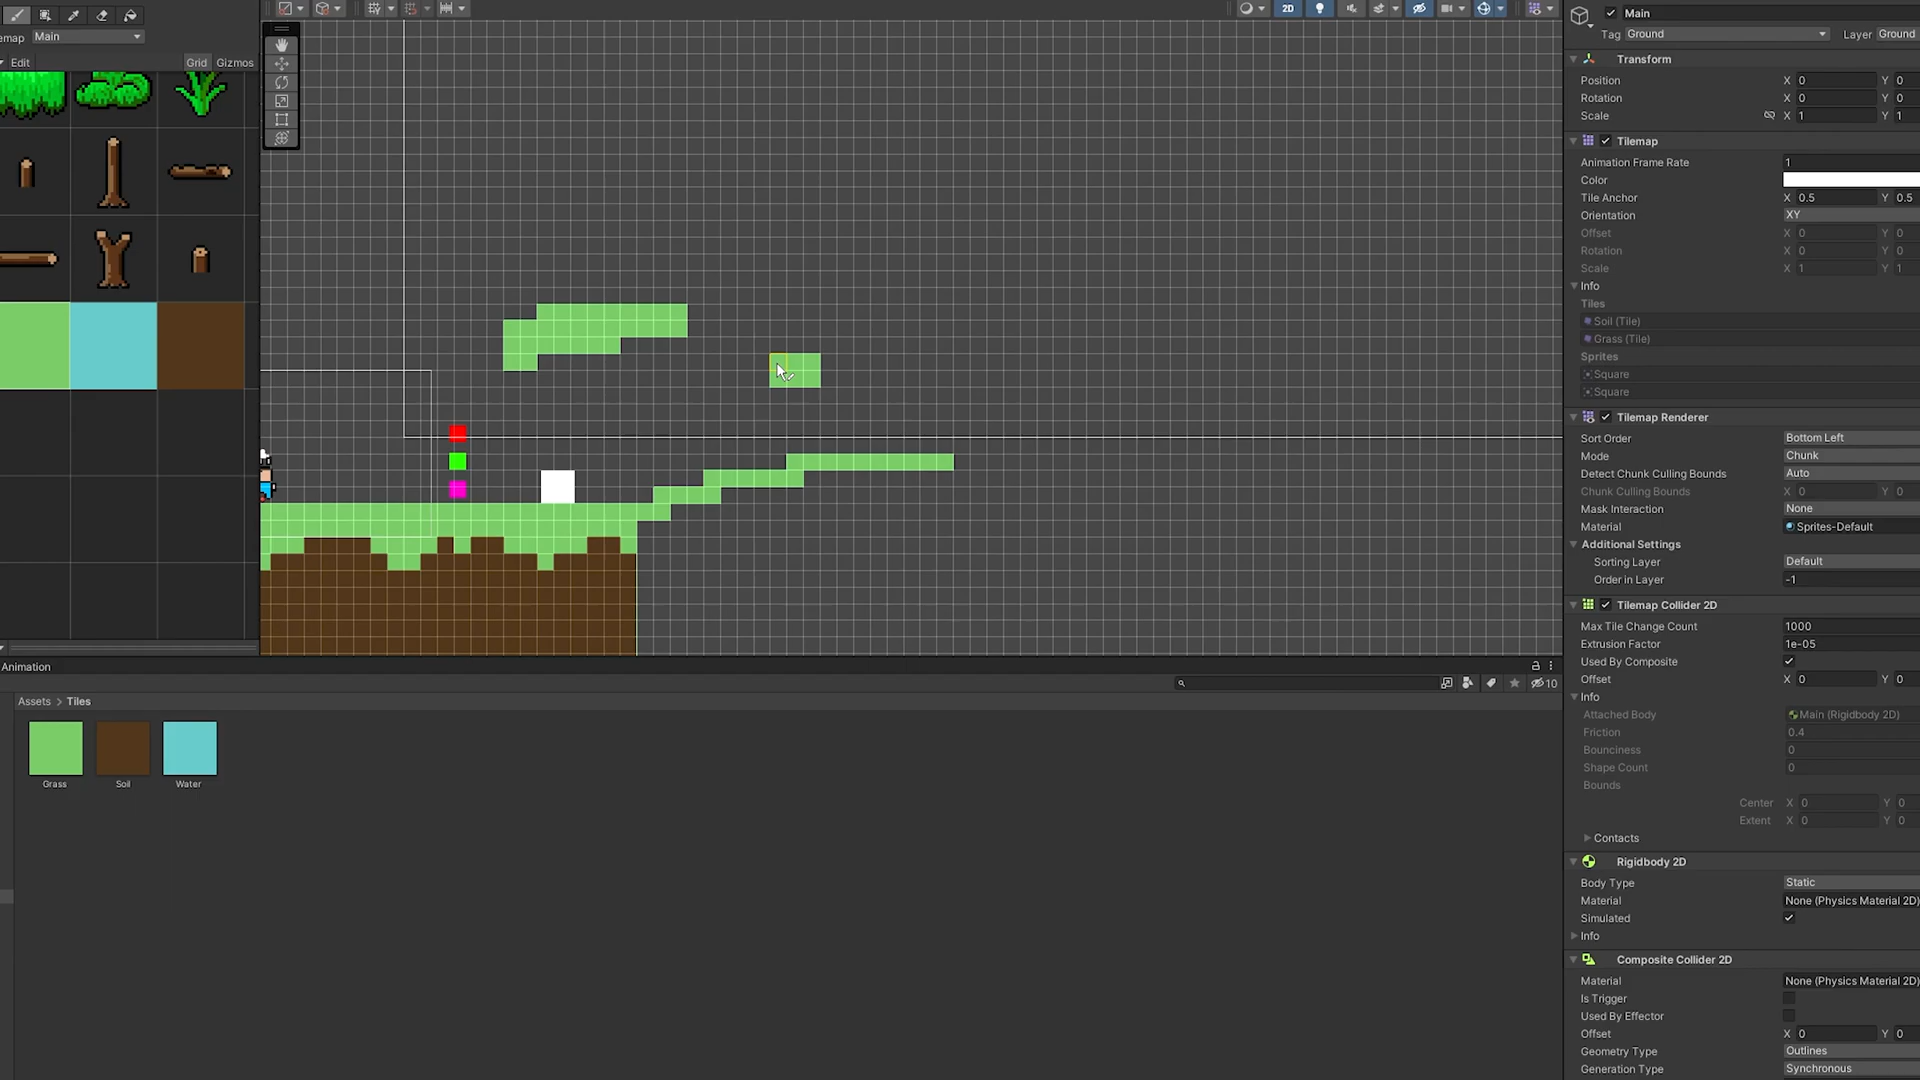 emap Main
Edit Grid Gizmos
2D
Main
Tag Ground Layer Ground
Transform
Position X 0 Y 0
Rotation X 0 Y 0
Scale X 1 Y 1
Tilemap
Animation Frame Rate 1
Color
Tile Anchor X 0.5 Y 0.5
Orientation XY
Offset X 0 Y 0
Rotation X 0 Y 0
Scale X 1 Y 1
Info
Tiles
Soil (Tile)
Grass (Tile)
Sprites
Square
Square
Tilemap Renderer
Sort Order Bottom Left
Mode Chunk
Detect Chunk Culling Bounds Auto
Chunk Culling Bounds X 0 Y 0
Mask Interaction None
Material Sprites-Default
Additional Settings
Sorting Layer Default
Order in Layer -1
Tilemap Collider 2D
Max Tile Change Count 1000
Extrusion Factor 1e-05
Used By Composite
Offset X 0 Y 0
Info
Attached Body Main (Rigidbody 2D)
Friction 0.4
Bounciness 0
Shape Count 0
Bounds
Center X 0 Y 0
Extent X 0 Y 0
Contacts
Rigidbody 2D
Body Type Static
Material None (Physics Material 2D)
Simulated
Info
Composite Collider 2D
Material None (Physics Material 2D)
Is Trigger
Used By Effector
Offset X 0 Y 0
Geometry Type Outlines
Generation Type Synchronous
Animation
10
Assets > Tiles
Grass Soil Water